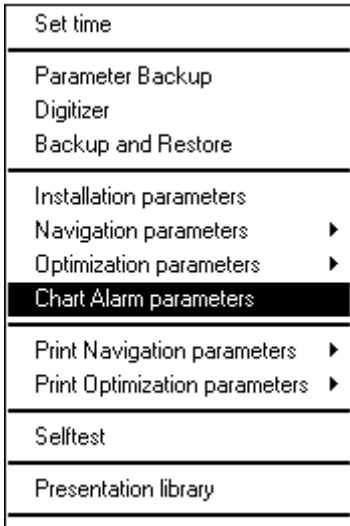 Set time
Parameter Backup
Digitizer
Backup and Restore
Installation parameters
Navigation parameters
Optimization parameters
Chart Alarm parameters
Print Navigation parameters
Print Optimization parameters
Selftest
Presentation library